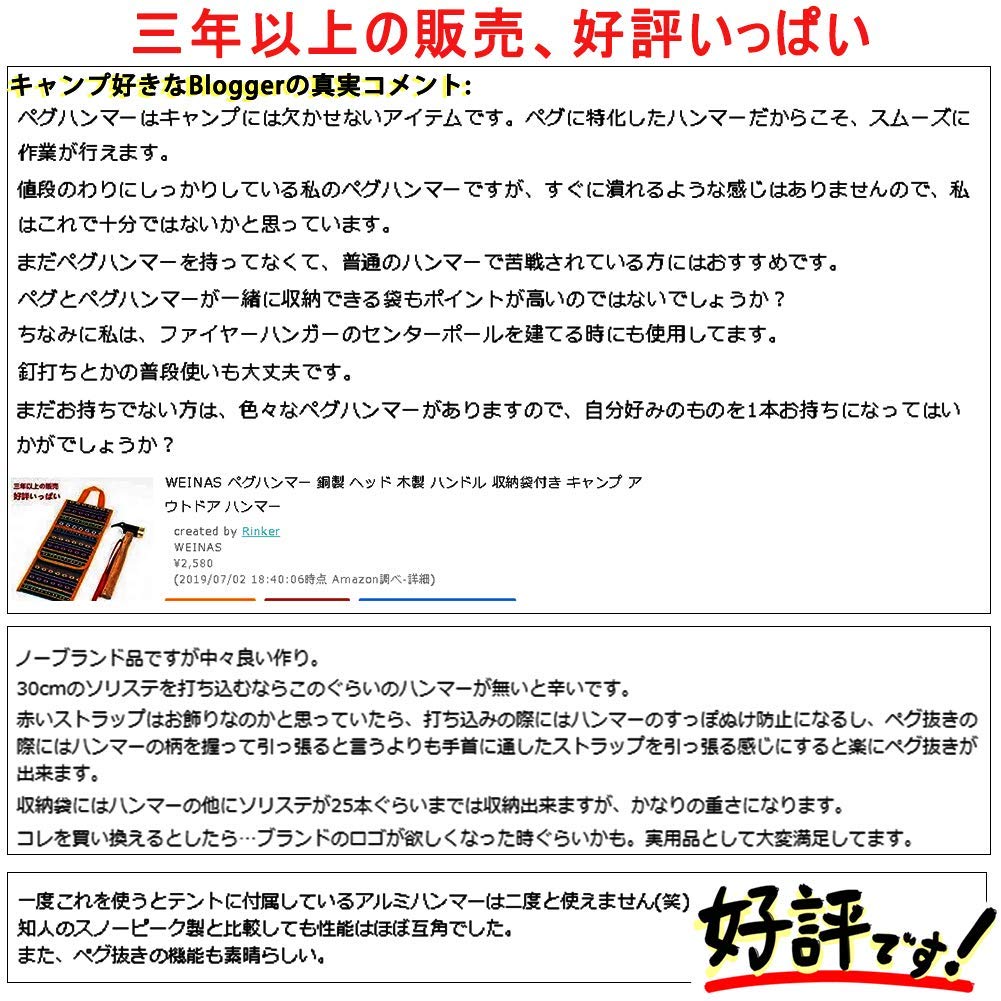 三年以上の販売、好評いっぱい
キャンプ好きなBloggerの真実コメント:
ペグハンマーはキャンプには欠かせないアイテムです。ペグに特化したハンマーだからこそ、スムーズに
作業が行えます。
値段のわりにしっかりしている私のペグハンマーですが、すぐに潰れるような感じはありませんので、私
はこれで十分ではないかと思っています。
まだペグハンマーを持ってなくて、普通のハンマーで苦戦されている方にはおすすめです。
ペグとペグハンマーが一緒に収納できる袋もポイントが高いのではないでしょうか？
ちなみに私は、ファイヤーハンガーのセンターポールを建てる時にも使用してます。
釘打ちとかの普段使いも大丈夫です。
まだお持ちでない方は、色々なペグハンマーがありますので、自分好みのものを1本お持ちになってはい
かがでしょうか？
三年以上の販売
好評いっぱい
WEINAS ペグハンマー 銅製 ヘッド 木製 ハンドル 収納袋付き キャンプ ア
ウトドア ハンマー
created by Rinker
WEINAS
¥2,580
(2019/07/02 18:40:06時点 Amazon調べ-詳細)
ノーブランド品ですが中々良い作り。
30cmのソリステを打ち込むならこのぐらいのハンマーが無いと辛いです。
赤いストラップはお飾りなのかと思っていたら、打ち込みの際にはハンマーのすっぽぬけ防止になるし、ペグ抜きの
際にはハンマーの柄を握って引っ張ると言うよりも手首に通したストラップを引っ張る感じにすると楽にペグ抜きが
出来ます。
収納袋にはハンマーの他にソリステが25本ぐらいまでは収納出来ますが、かなりの重さになります。
コレを買い換えるとしたら…ブランドのロゴが欲しくなった時ぐらいかも。実用品として大変満足してます。
一度これを使うとテントに付属しているアルミハンマーは二度と使えません(笑)
知人のスノーピーク製と比較しても性能はほぼ互角でした。
また、ペグ抜きの機能も素晴らしい。
好評です!